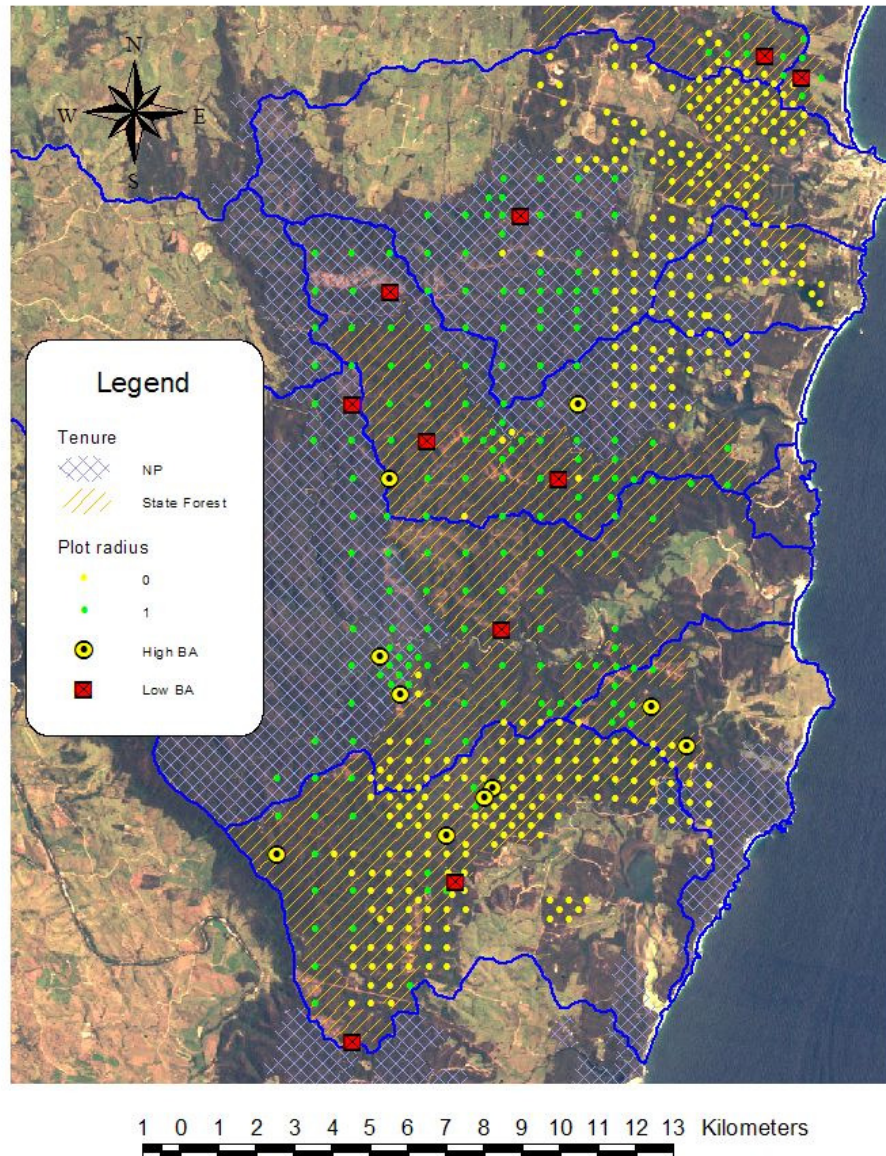 N
W E
S
Legend
Tenure
NP
State Forest
Plot radius
0
1
High BA
Low BA
1 0 1 2 3 4 5 6 7 8 9 10 11 12 13 Kilometers